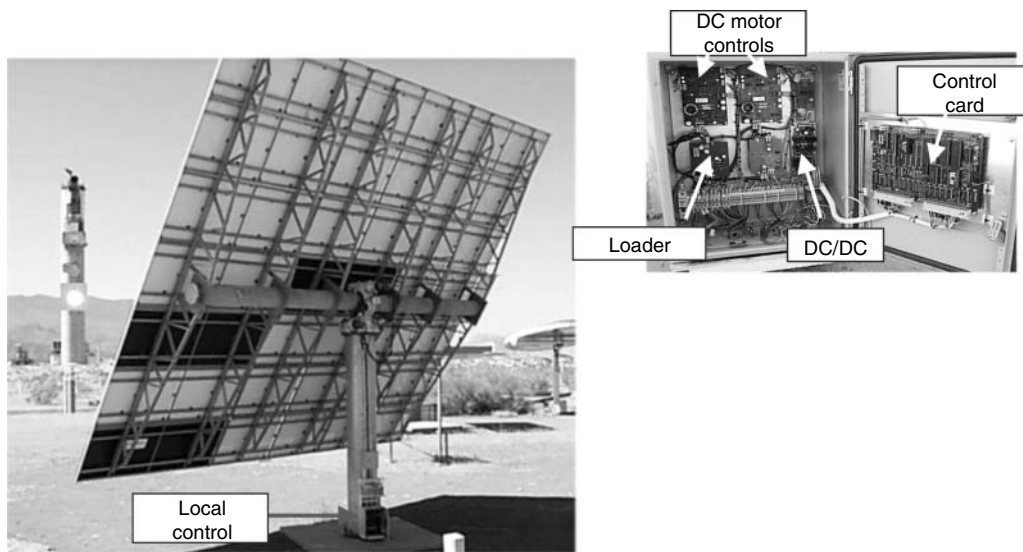 DC motor
controls
Control
card
Loader
DC/DC
Local
control